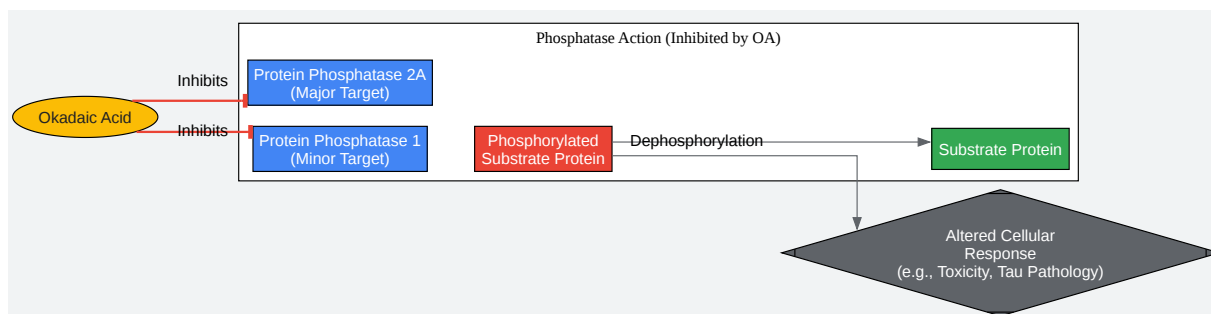 Phosphatase Action (Inhibited by OA)
Inhibits
Protein Phosphatase 2A
(Major Target)
Okadaic Acid
Inhibits
Protein Phosphatase 1
(Minor Target)
Phosphorylated
Substrate Protein
Dephosphorylation
Substrate Protein
Altered Cellular
Response
(e.g., Toxicity, Tau Pathology)